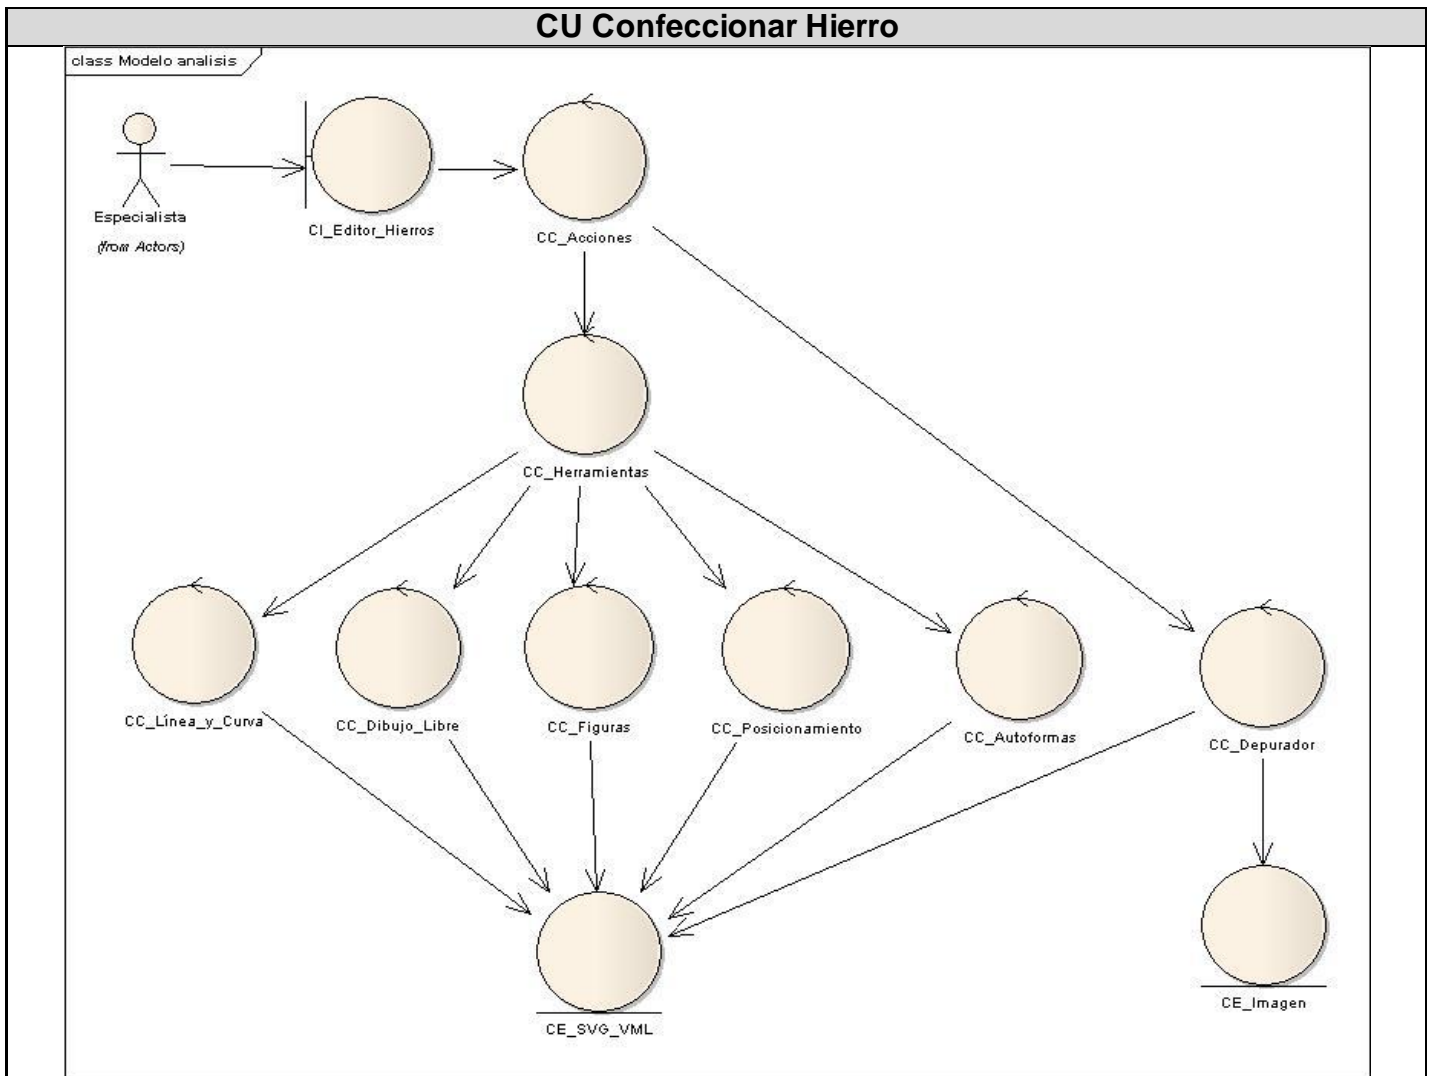 CU Confeccionar Hierro
class Modelo analisis
Especialista
(from Actors)
CI_Editor_Hierros
CC_Acciones
CC_Herramientas
CC_Línea_y_Curva
CC_Dibujo_Libre
CC_Figuras
CC_Posicionamiento
CC_Autoformas
CC_Depurador
CE_SVG_VML
CE_Imagen